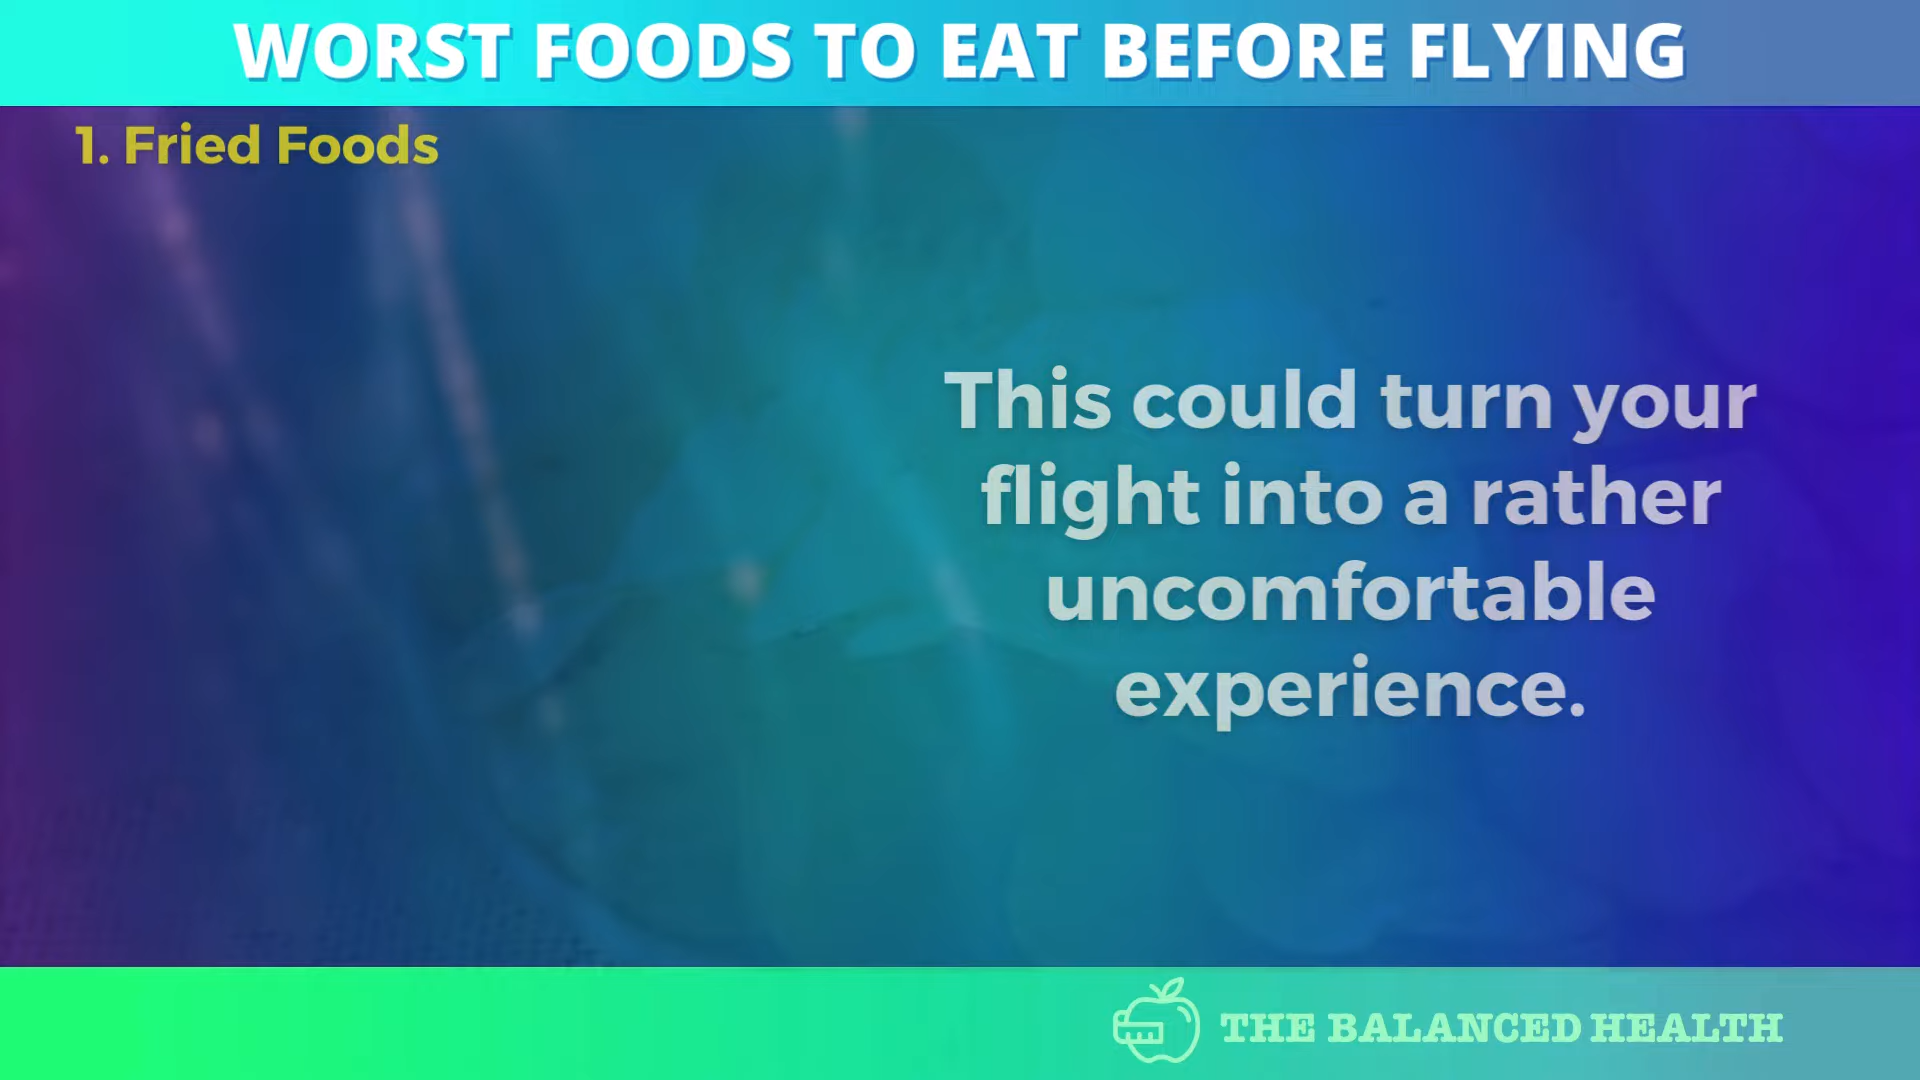 WORST FOODS TO EAT BEFORE FLYING
1. Fried Foods
This could turn your
flight into a rather
uncomfortable
experience.
THE BALANCED HEALTH